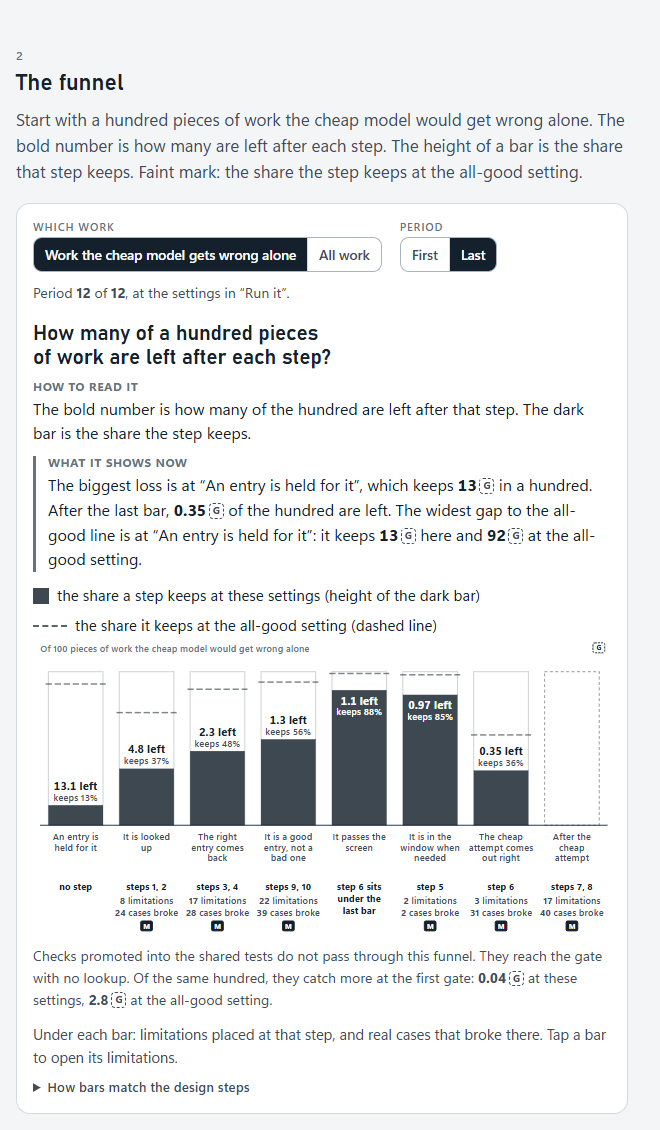 2
The funnel
Start with a hundred pieces of work the cheap model would get wrong alone. The
bold number is how many are left after each step. The height of a bar is the share
that step keeps. Faint mark: the share the step keeps at the all-good setting.
WHICH WORK
PERIOD
Work the cheap model gets wrong alone
All work
First
Last
Period 12 of 12, at the settings in “Run it”.
How many of a hundred pieces
of work are left after each step?
HOW TO READ IT
The bold number is how many of the hundred are left after that step. The dark
bar is the share the step keeps.
WHAT IT SHOWS NOW
The biggest loss is at “An entry is held for it”, which keeps 13 G in a hundred.
After the last bar, 0.35 G of the hundred are left. The widest gap to the all-
good line is at “An entry is held for it”: it keeps 13 G here and 92 G at the all-
good setting.
the share a step keeps at these settings (height of the dark bar)
the share it keeps at the all-good setting (dashed line)
Of 100 pieces of work the cheap model would get wrong alone
G
13.1 left
keeps 13%
4.8 left
keeps 37%
2.3 left
keeps 48%
1.3 left
keeps 56%
1.1 left
keeps 88%
0.97 left
keeps 85%
0.35 left
keeps 36%
An entry is
held for it
It is looked
up
The right
entry comes
back
It is a good
entry, not a
bad one
It passes the
screen
It is in the
window when
needed
The cheap
attempt comes
out right
After the
cheap
attempt
no step
steps 1, 2
8 limitations
24 cases broke
M
steps 3, 4
17 limitations
28 cases broke
M
steps 9, 10
22 limitations
39 cases broke
M
step 6 sits
under the
last bar
step 5
2 limitations
2 cases broke
M
step 6
3 limitations
31 cases broke
M
steps 7, 8
17 limitations
40 cases broke
M
Checks promoted into the shared tests do not pass through this funnel. They reach the gate
with no lookup. Of the same hundred, they catch more at the first gate: 0.04 G at these
settings, 2.8 G at the all-good setting.
Under each bar: limitations placed at that step, and real cases that broke there. Tap a bar
to open its limitations.
▶ How bars match the design steps